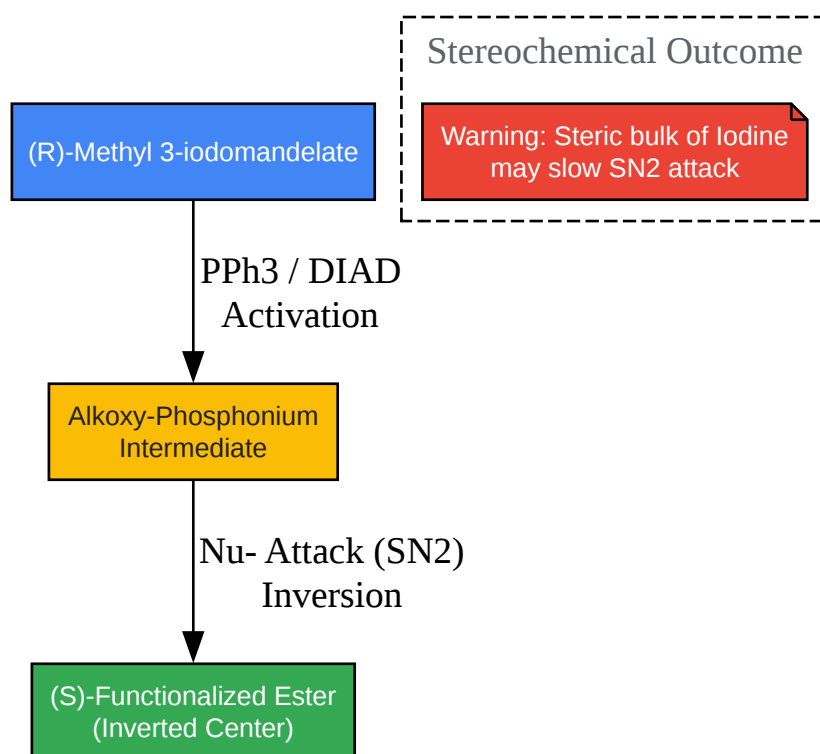 Stereochemical Outcome
Warning: Steric bulk of Iodine
may slow SN2 attack
(R)-Methyl 3-iodomandelate
PPh3 / DIAD
Activation
Alkoxy-Phosphonium
Intermediate
Nu- Attack (SN2)
Inversion
(S)-Functionalized Ester
(Inverted Center)